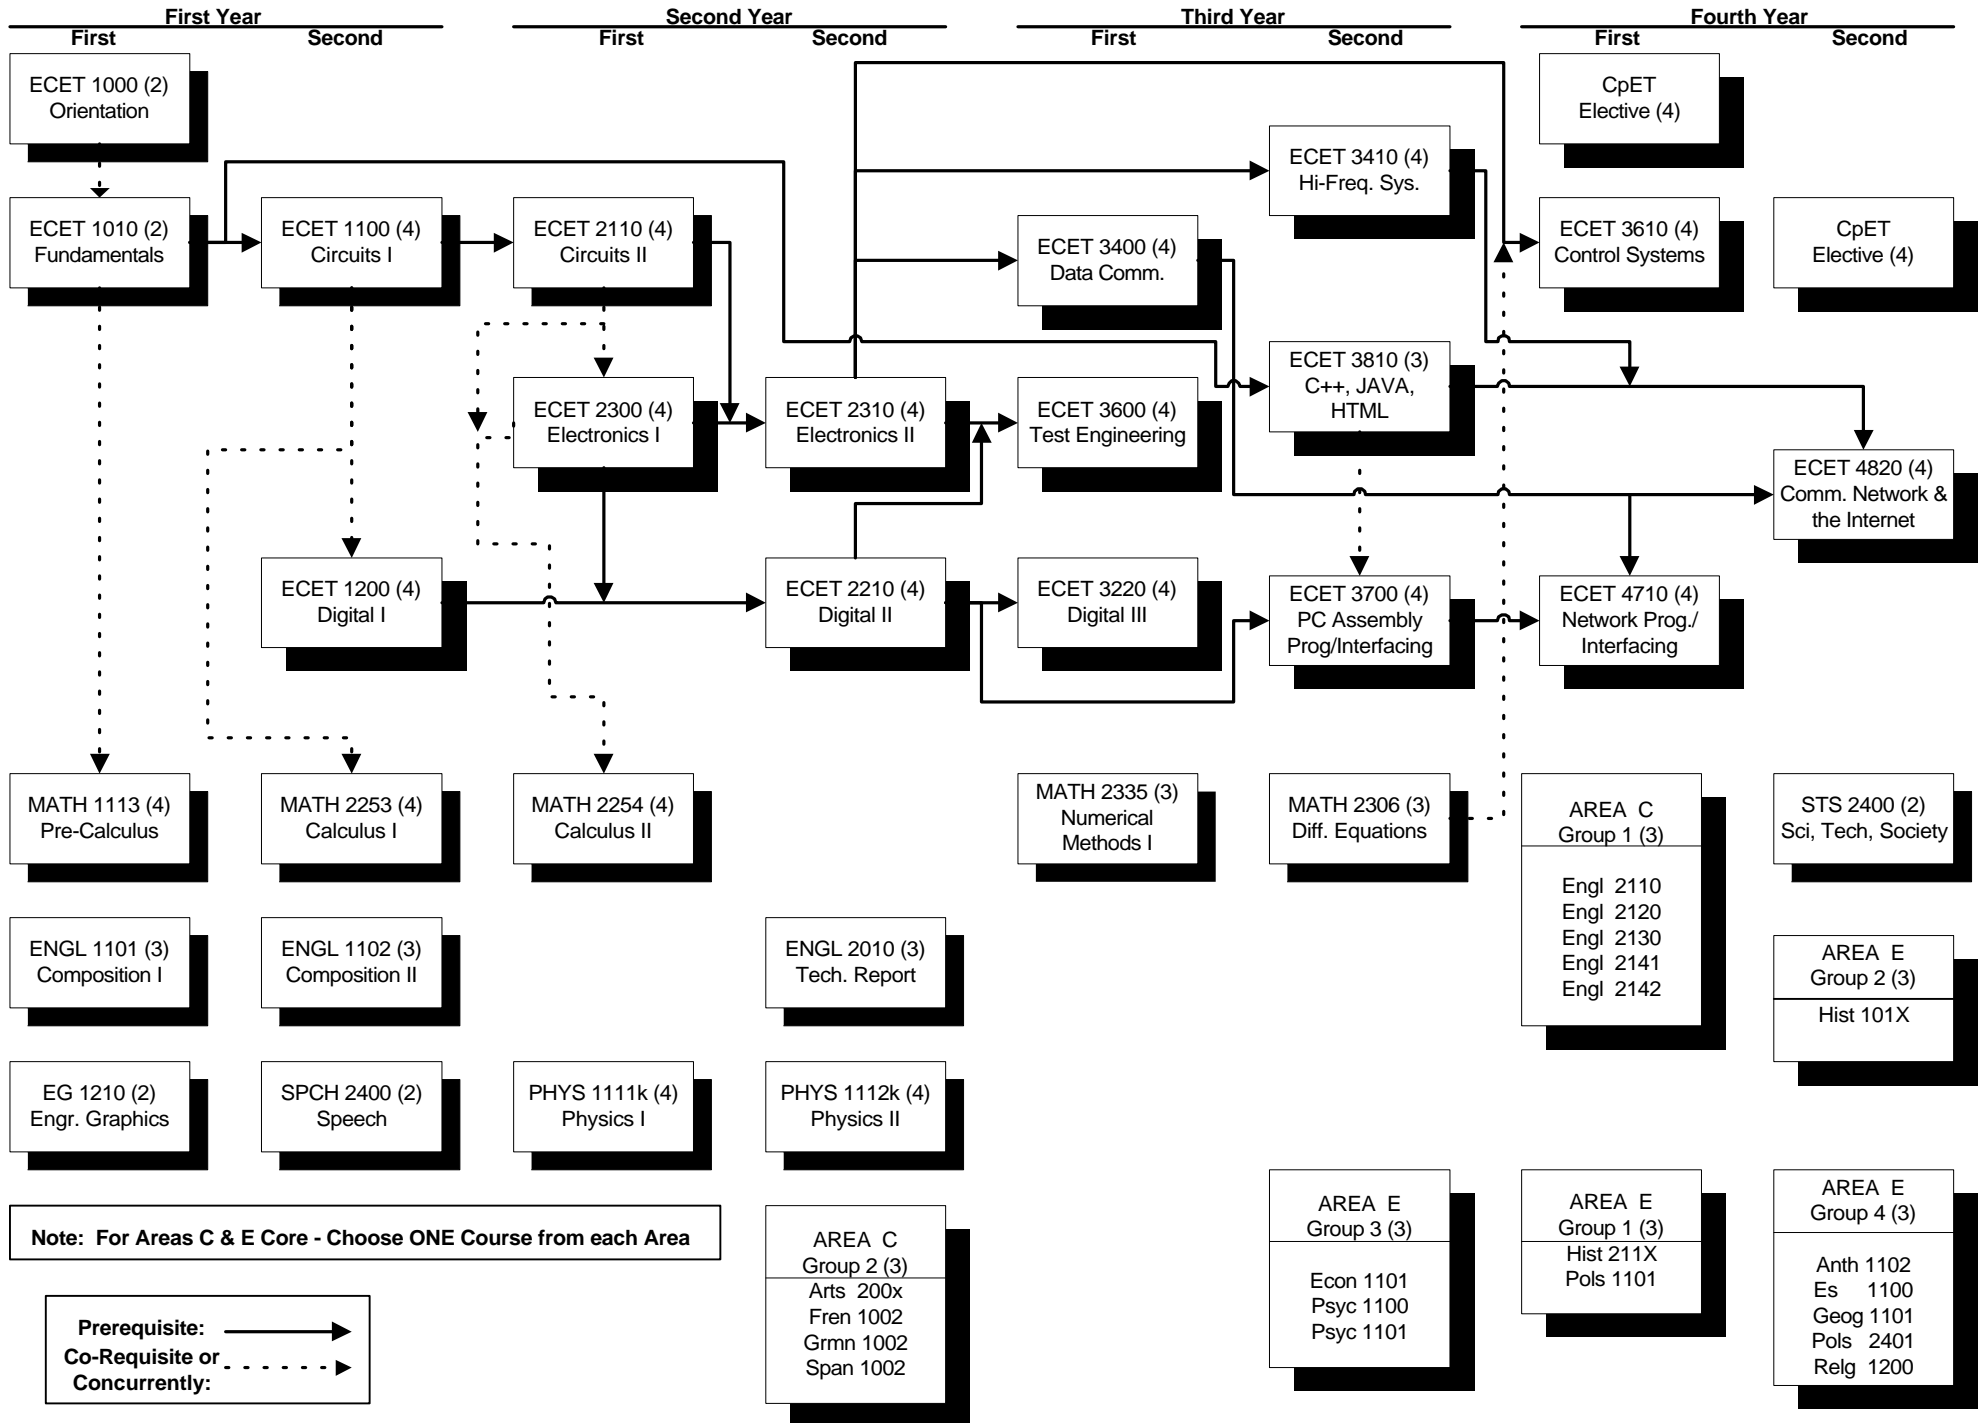 First Year
Second Year
Third Year
Fourth Year
First
Second
First
Second
First
Second
First
Second
ECET 1000 (2)
Orientation
CpET
Elective (4)
ECET 3410 (4)
Hi-Freq. Sys.
ECET 1010 (2)
Fundamentals
ECET 1100 (4)
Circuits I
ECET 2110 (4)
Circuits II
ECET 3400 (4)
Data Comm.
ECET 3610 (4)
Control Systems
CpET
Elective (4)
ECET 2300 (4)
Electronics I
ECET 2310 (4)
Electronics II
ECET 3600 (4)
Test Engineering
ECET 3810 (3)
C++, JAVA,
HTML
ECET 4820 (4)
Comm. Network &
the Internet
ECET 1200 (4)
Digital I
ECET 2210 (4)
Digital II
ECET 3220 (4)
Digital III
ECET 3700 (4)
PC Assembly
Prog/Interfacing
ECET 4710 (4)
Network Prog./
Interfacing
MATH 1113 (4)
Pre-Calculus
MATH 2253 (4)
Calculus I
MATH 2254 (4)
Calculus II
MATH 2335 (3)
Numerical
Methods I
MATH 2306 (3)
Diff. Equations
AREA C
Group 1 (3)
Engl 2110
Engl 2120
Engl 2130
Engl 2141
Engl 2142
STS 2400 (2)
Sci, Tech, Society
ENGL 1101 (3)
Composition I
ENGL 1102 (3)
Composition II
ENGL 2010 (3)
Tech. Report
AREA E
Group 2 (3)
Hist 101X
EG 1210 (2)
Engr. Graphics
SPCH 2400 (2)
Speech
PHYS 1111k (4)
Physics I
PHYS 1112k (4)
Physics II
Note: For Areas C & E Core - Choose ONE Course from each Area
AREA C
Group 2 (3)
Arts 200x
Fren 1002
Grmn 1002
Span 1002
AREA E
Group 3 (3)
Econ 1101
Psyc 1100
Psyc 1101
AREA E
Group 1 (3)
Hist 211X
Pols 1101
AREA E
Group 4 (3)
Anth 1102
Es 1100
Geog 1101
Pols 2401
Relg 1200
Prerequisite:
Co-Requisite or
Concurrently: